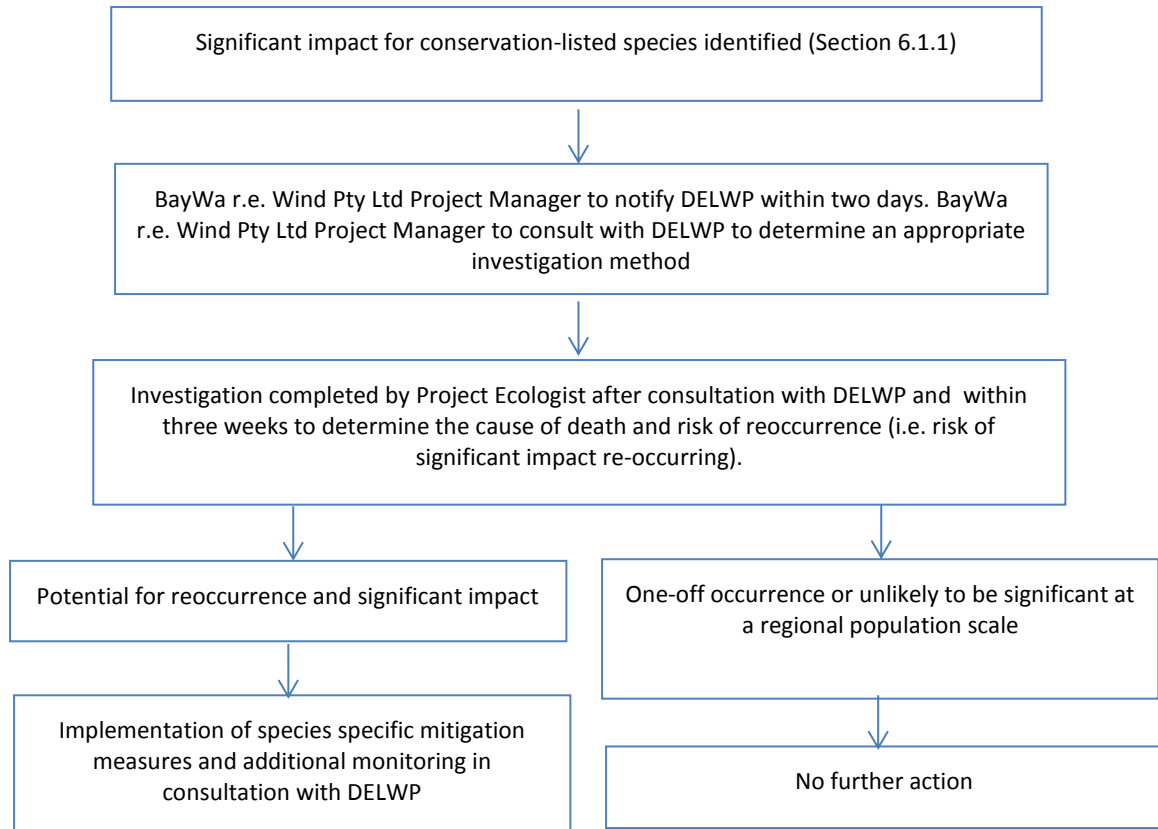 Significant impact for conservation-listed species identified (Section 6.1.1)
BayWa r.e. Wind Pty Ltd Project Manager to notify DELWP within two days. BayWa
r.e. Wind Pty Ltd Project Manager to consult with DELWP to determine an appropriate
investigation method
Investigation completed by Project Ecologist after consultation with DELWP and  within
three weeks to determine the cause of death and risk of reoccurrence (i.e. risk of
significant impact re-occurring).
Potential for reoccurrence and significant impact
One-off occurrence or unlikely to be significant at
a regional population scale
Implementation of species specific mitigation
measures and additional monitoring in
consultation with DELWP
No further action